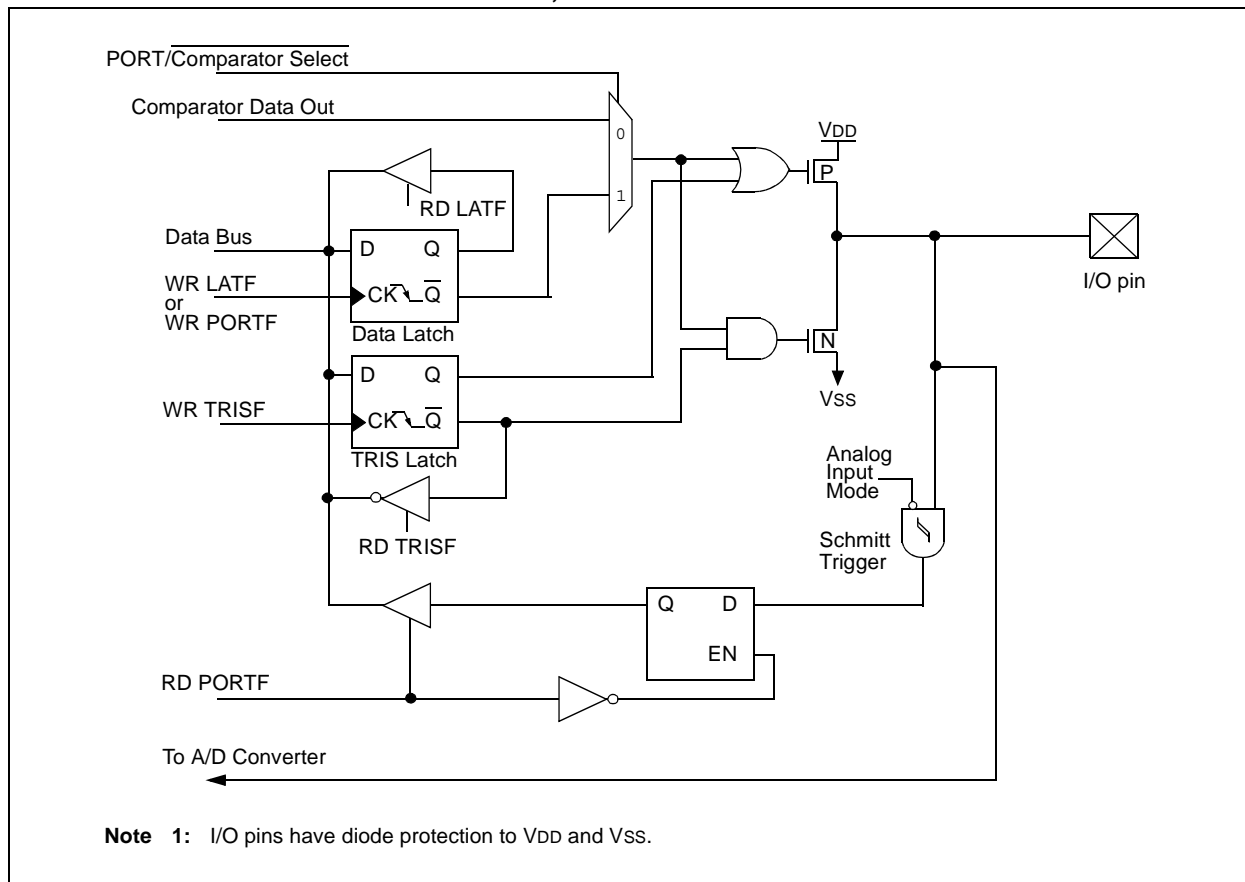 PORT/Comparator Select
Comparator Data Out
0
1
VDD
P
RD LATF
Data Bus
D Q
WR LATF
or
WR PORTF
CK Q
Data Latch
I/O pin
N
VSS
D Q
WR TRISF
CK Q
TRIS Latch
Analog
Input
Mode
RD TRISF
Schmitt
Trigger
Q D
EN
RD PORTF
To A/D Converter
Note 1: I/O pins have diode protection to VDD and VSS.